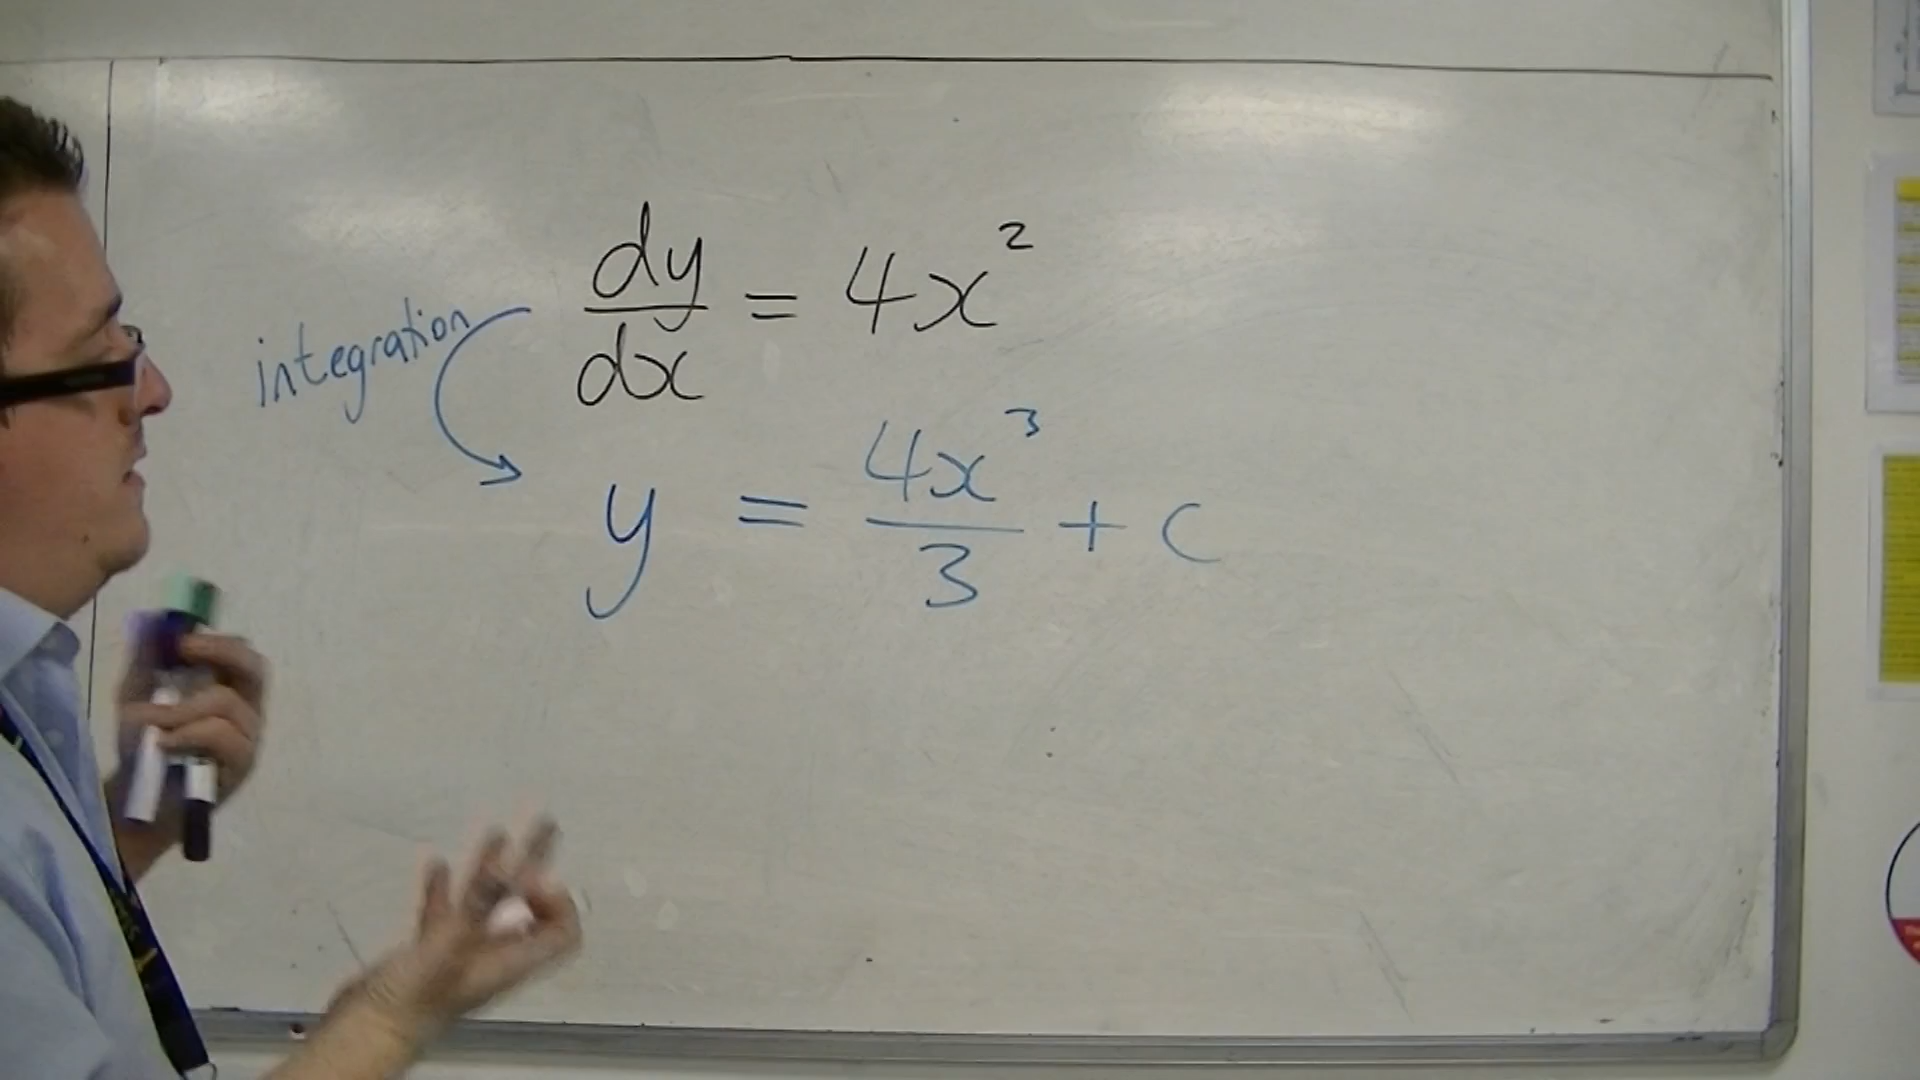 dy/dx = 4x²
integration
y = 4x³/3 + c